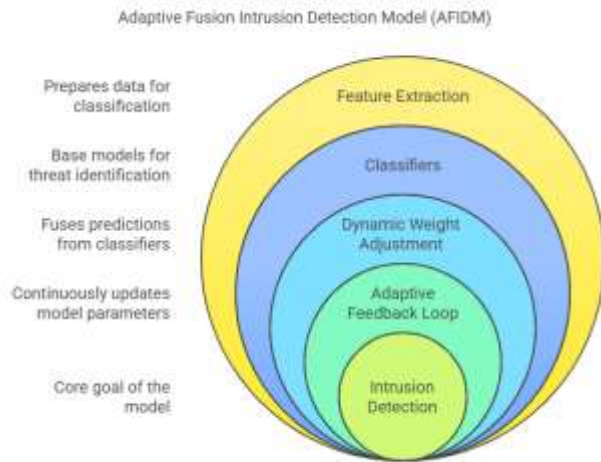 Adaptive Fusion Intrusion Detection Model (AFIDM)
Prepares data for
classification
Feature Extraction
Base models for
threat identification
Classifiers
Fuses predictions
from classifiers
Dynamic Weight
Adjustment
Continuously updates
model parameters
Adaptive
Feedback Loop
Core goal of the
model
Intrusion
Detection